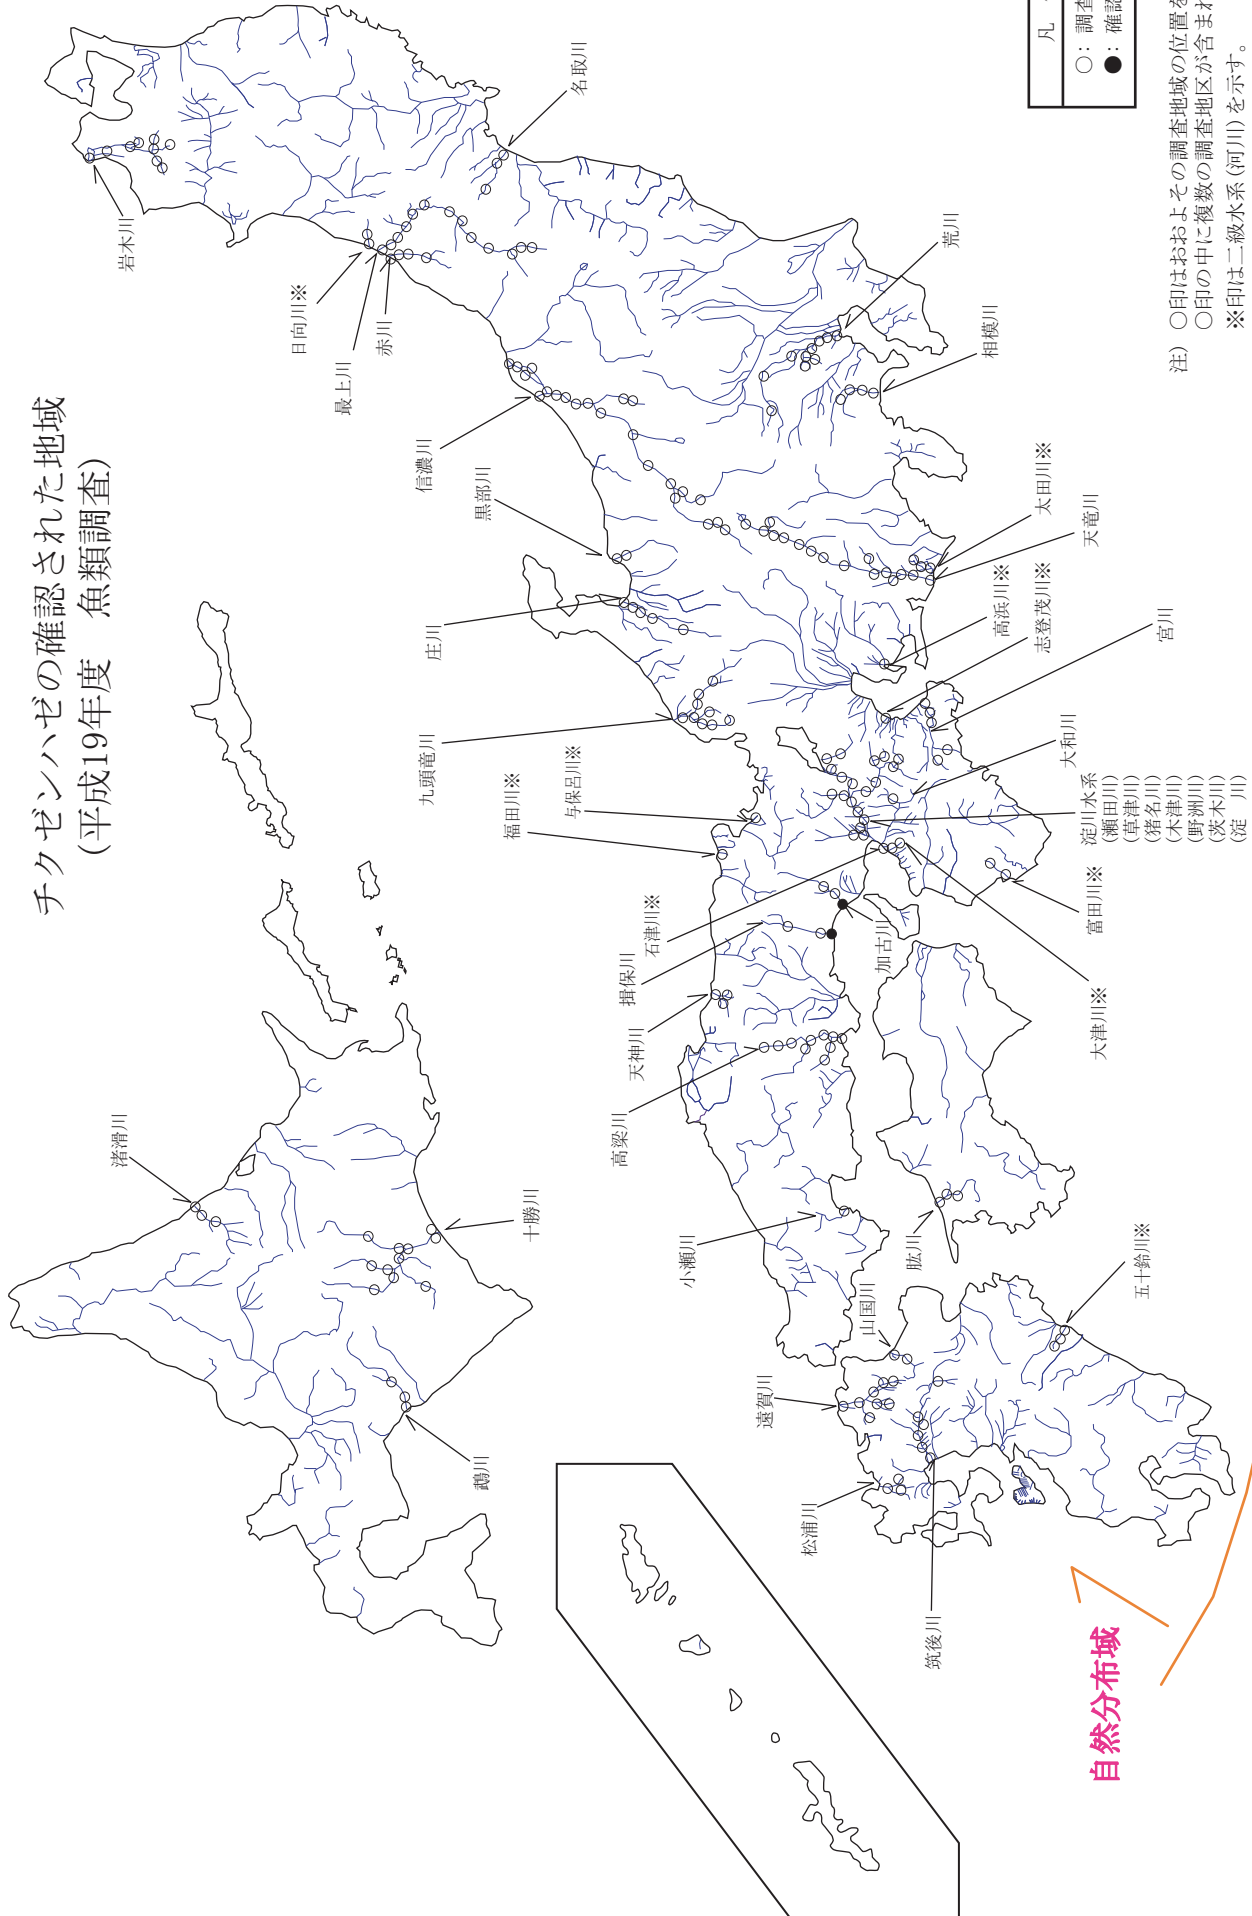 チクゼンハゼの確認された地域
(平成19年度　魚類調査)
渚滑川
十勝川
鵡川
岩木川
名取川
日向川※
最上川
赤川
信濃川
黒部川
庄川
九頭竜川
荒川
相模川
太田川※
天竜川
高浜川※
志登茂川※
宮川
大和川
淀川水系
(瀬田川)
(草津川)
(猪名川)
(木津川)
(野洲川)
(茨木川)
(淀　川)
富田川※
大津川※
与保呂川※
福田川※
石津川※
揖保川
加古川
天神川
高梁川
小瀬川
肱川
山国川
五十鈴川※
遠賀川
松浦川
筑後川
自然分布域
凡
○: 調査
●: 確認
注) ○印はおおよその調査地域の位置を
○印の中に複数の調査地区が含まれ
※印は二級水系(河川)を示す。